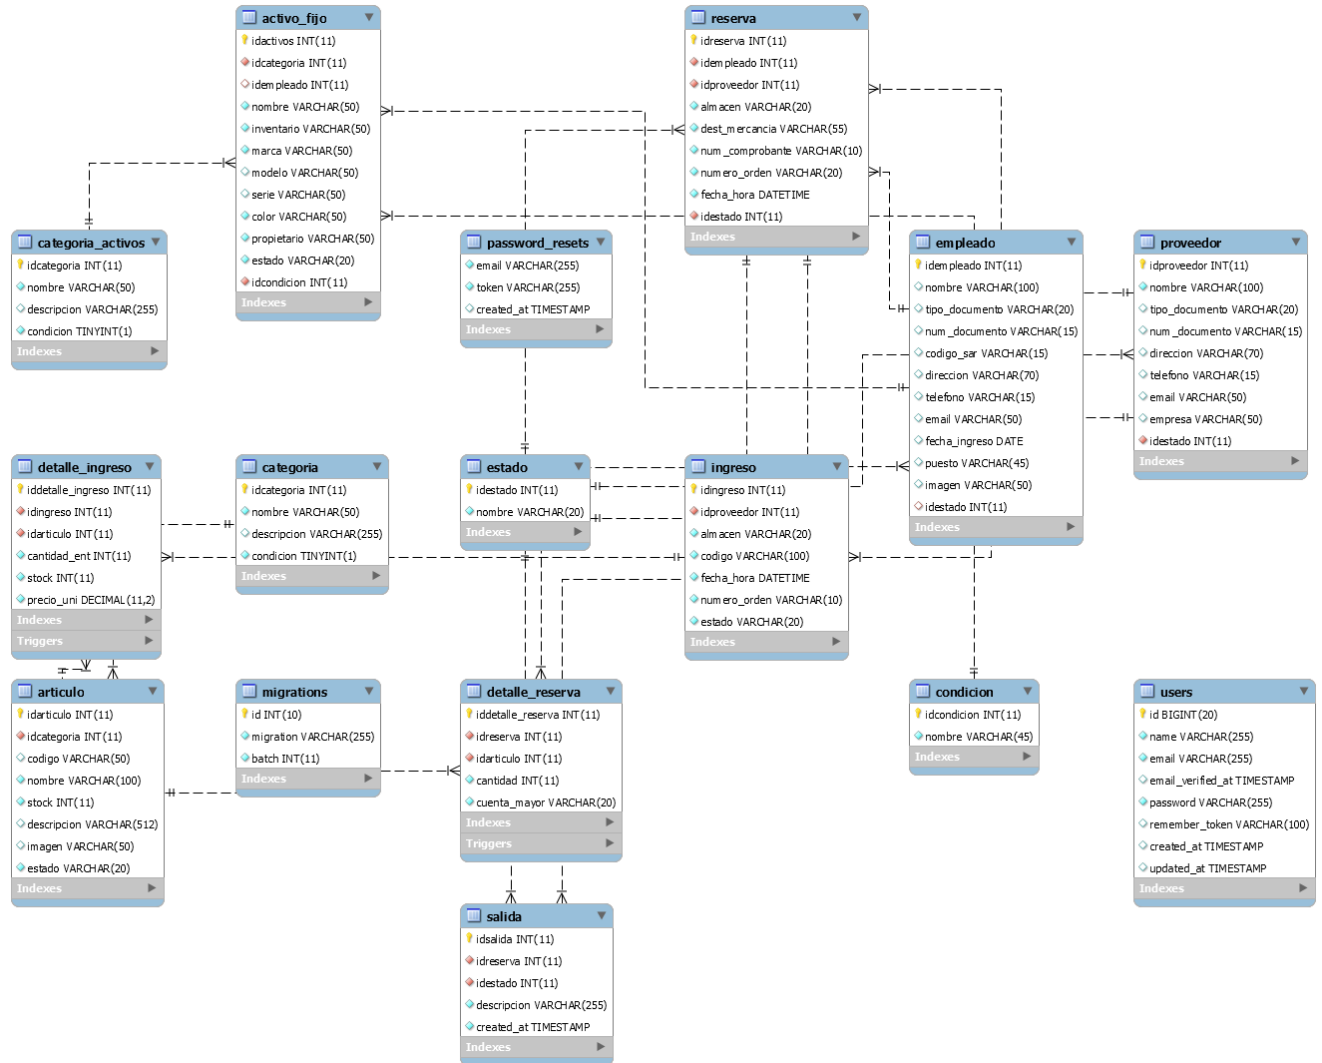 activo_fijo
idactivos INT(11)
idcategoria INT(11)
idempleado INT(11)
nombre VARCHAR(50)
inventario VARCHAR(50)
marca VARCHAR(50)
modelo VARCHAR(50)
serie VARCHAR(50)
color VARCHAR(50)
propietario VARCHAR(50)
estado VARCHAR(20)
idcondicion INT(11)
Indexes
reserva
idreserva INT(11)
idempleado INT(11)
idproveedor INT(11)
almacen VARCHAR(20)
dest_mercancia VARCHAR(55)
num_comprobante VARCHAR(10)
numero_orden VARCHAR(20)
fecha_hora DATETIME
idestado INT(11)
Indexes
categoria_activos
idcategoria INT(11)
nombre VARCHAR(50)
descripcion VARCHAR(255)
condicion TINYINT(1)
Indexes
password_resets
email VARCHAR(255)
token VARCHAR(255)
created_at TIMESTAMP
Indexes
empleado
idempleado INT(11)
nombre VARCHAR(100)
tipo_documento VARCHAR(20)
num_documento VARCHAR(15)
codigo_sar VARCHAR(15)
direccion VARCHAR(70)
telefono VARCHAR(15)
email VARCHAR(50)
fecha_ingreso DATE
puesto VARCHAR(45)
imagen VARCHAR(50)
idestado INT(11)
Indexes
proveedor
idproveedor INT(11)
nombre VARCHAR(100)
tipo_documento VARCHAR(20)
num_documento VARCHAR(15)
direccion VARCHAR(70)
telefono VARCHAR(15)
email VARCHAR(50)
empresa VARCHAR(50)
idestado INT(11)
Indexes
detalle_ingreso
iddetalle_ingreso INT(11)
idingreso INT(11)
idarticulo INT(11)
cantidad_ent INT(11)
stock INT(11)
precio_uni DECIMAL(11,2)
Indexes
Triggers
categoria
idcategoria INT(11)
nombre VARCHAR(50)
descripcion VARCHAR(255)
condicion TINYINT(1)
Indexes
estado
idestado INT(11)
nombre VARCHAR(20)
Indexes
ingreso
idingreso INT(11)
idproveedor INT(11)
almacen VARCHAR(20)
codigo VARCHAR(100)
fecha_hora DATETIME
numero_orden VARCHAR(10)
estado VARCHAR(20)
Indexes
articulo
idarticulo INT(11)
idcategoria INT(11)
codigo VARCHAR(50)
nombre VARCHAR(100)
stock INT(11)
descripcion VARCHAR(512)
imagen VARCHAR(50)
estado VARCHAR(20)
Indexes
migrations
id INT(10)
migration VARCHAR(255)
batch INT(11)
Indexes
detalle_reserva
iddetalle_reserva INT(11)
idreserva INT(11)
idarticulo INT(11)
cantidad INT(11)
cuenta_mayor VARCHAR(20)
Indexes
Triggers
condicion
idcondicion INT(11)
nombre VARCHAR(45)
Indexes
users
id BIGINT(20)
name VARCHAR(255)
email VARCHAR(255)
email_verified_at TIMESTAMP
password VARCHAR(255)
remember_token VARCHAR(100)
created_at TIMESTAMP
updated_at TIMESTAMP
Indexes
salida
idsalida INT(11)
idreserva INT(11)
idestado INT(11)
descripcion VARCHAR(255)
created_at TIMESTAMP
Indexes